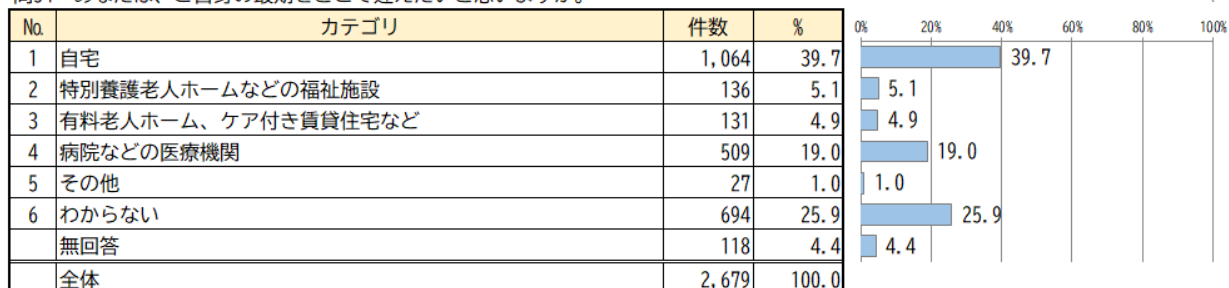 No. カテゴリ 件数 % 0% 20% 40% 60% 80% 100%
1 自宅 1,064 39.7 39.7
2 特別養護老人ホームなどの福祉施設 136 5.1 5.1
3 有料老人ホーム、ケア付き賃貸住宅など 131 4.9 4.9
4 病院などの医療機関 509 19.0 19.0
5 その他 27 1.0 1.0
6 わからない 694 25.9 25.9
無回答 118 4.4 4.4
全体 2,679 100.0